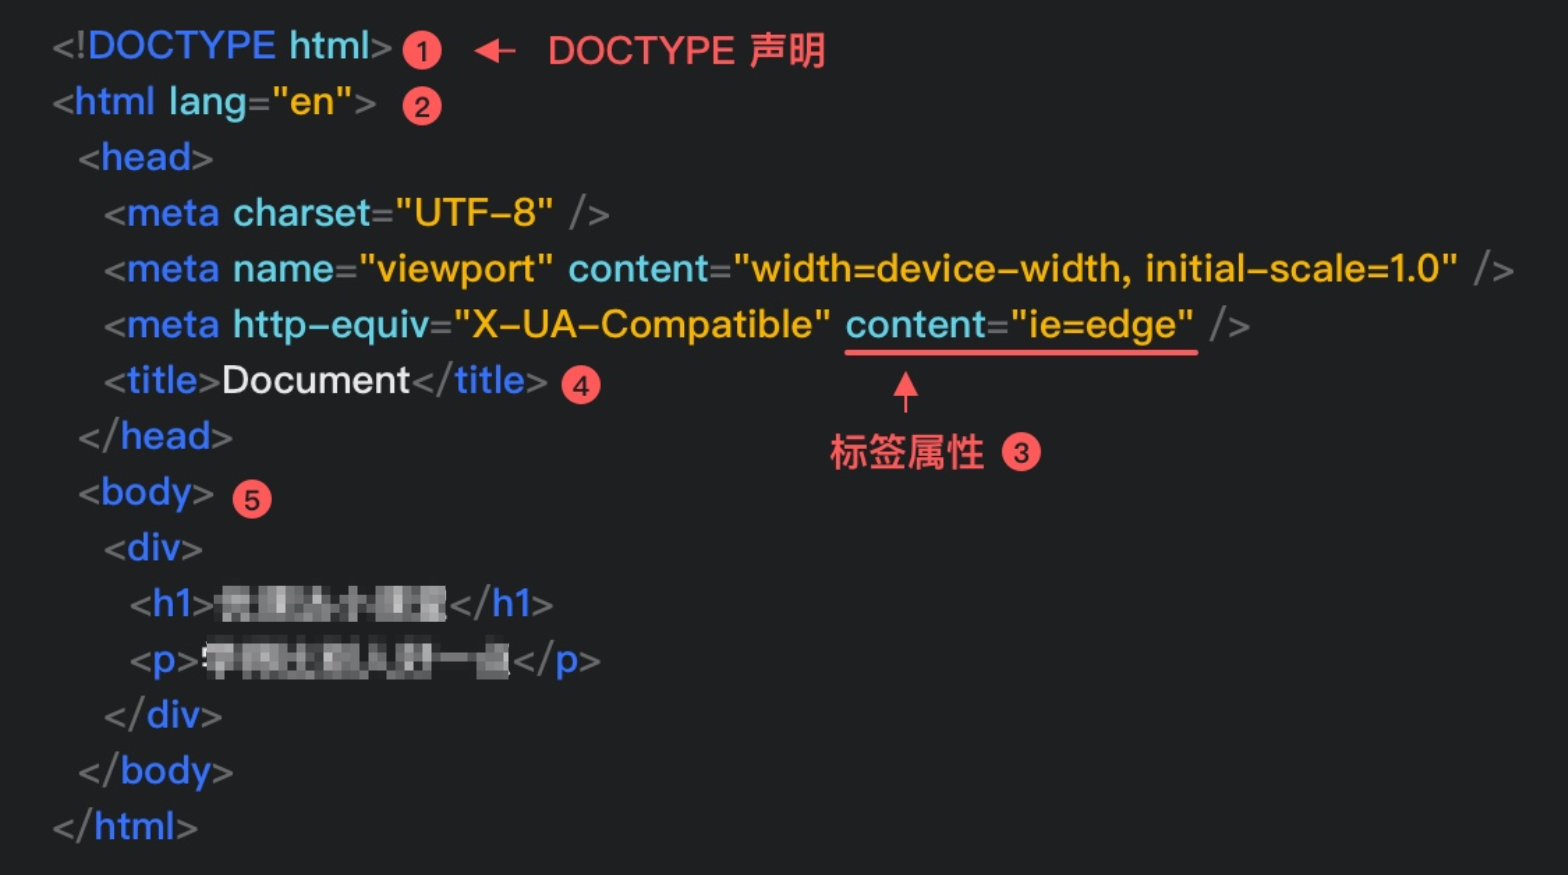 <!DOCTYPE html> 1 ← DOCTYPE 声明
<html lang="en"> 2
<head>
<meta charset="UTF-8" />
<meta name="viewport" content="width=device-width, initial-scale=1.0" />
<meta http-equiv="X-UA-Compatible" content="ie=edge" />
<title>Document</title> 4
</head>
标签属性 3
<body> 5
<div>
<h1></h1>
<p></p>
</div>
</body>
</html>